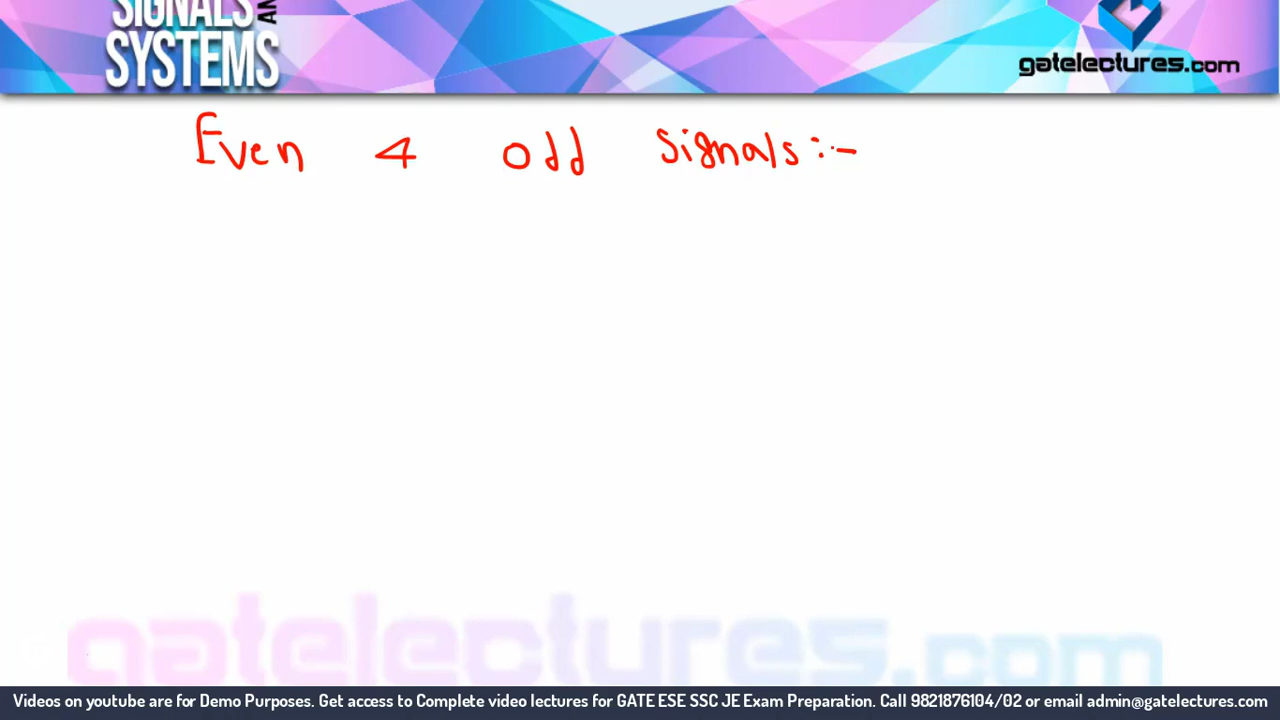 SIGNALS AND
SYSTEMS
gatelectures.com
Even & odd Signals :-
gatelectures.com
Videos on youtube are for Demo Purposes. Get access to Complete video lectures for GATE ESE SSC JE Exam Preparation. Call 9821876104/02 or email admin@gatelectures.com